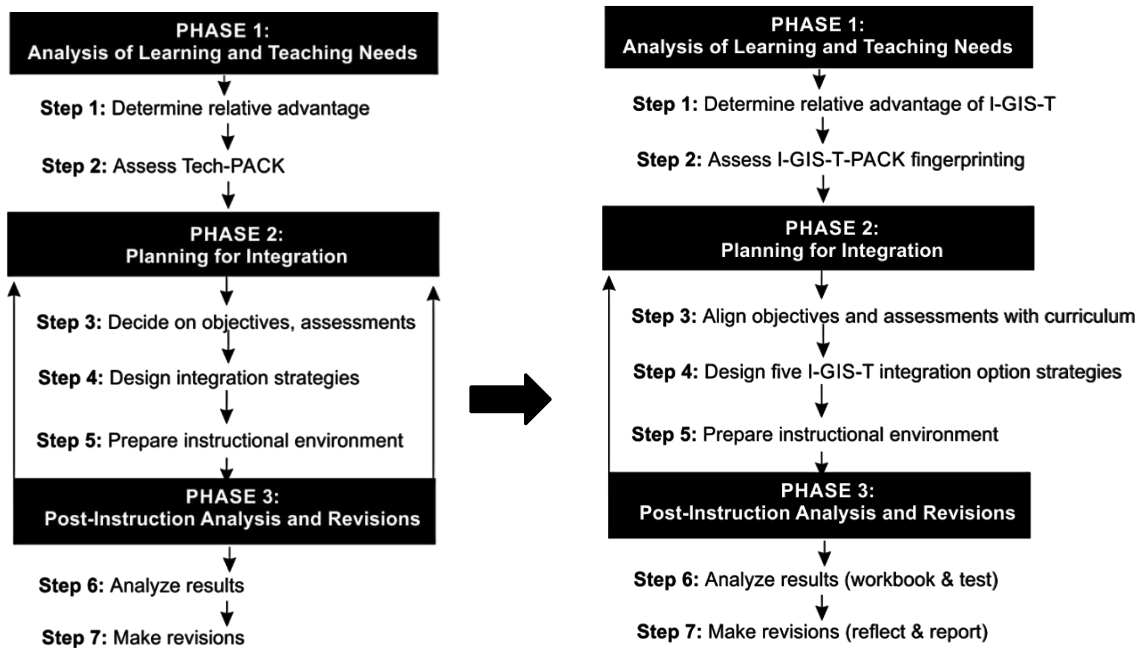 PHASE 1:
Analysis of Learning and Teaching Needs
Step 1: Determine relative advantage
Step 2: Assess Tech-PACK
PHASE 2:
Planning for Integration
Step 3: Decide on objectives, assessments
Step 4: Design integration strategies
Step 5: Prepare instructional environment
PHASE 3:
Post-Instruction Analysis and Revisions
Step 6: Analyze results
Step 7: Make revisions
PHASE 1:
Analysis of Learning and Teaching Needs
Step 1: Determine relative advantage of I-GIS-T
Step 2: Assess I-GIS-T-PACK fingerprinting
PHASE 2:
Planning for Integration
Step 3: Align objectives and assessments with curriculum
Step 4: Design five I-GIS-T integration option strategies
Step 5: Prepare instructional environment
PHASE 3:
Post-Instruction Analysis and Revisions
Step 6: Analyze results (workbook & test)
Step 7: Make revisions (reflect & report)